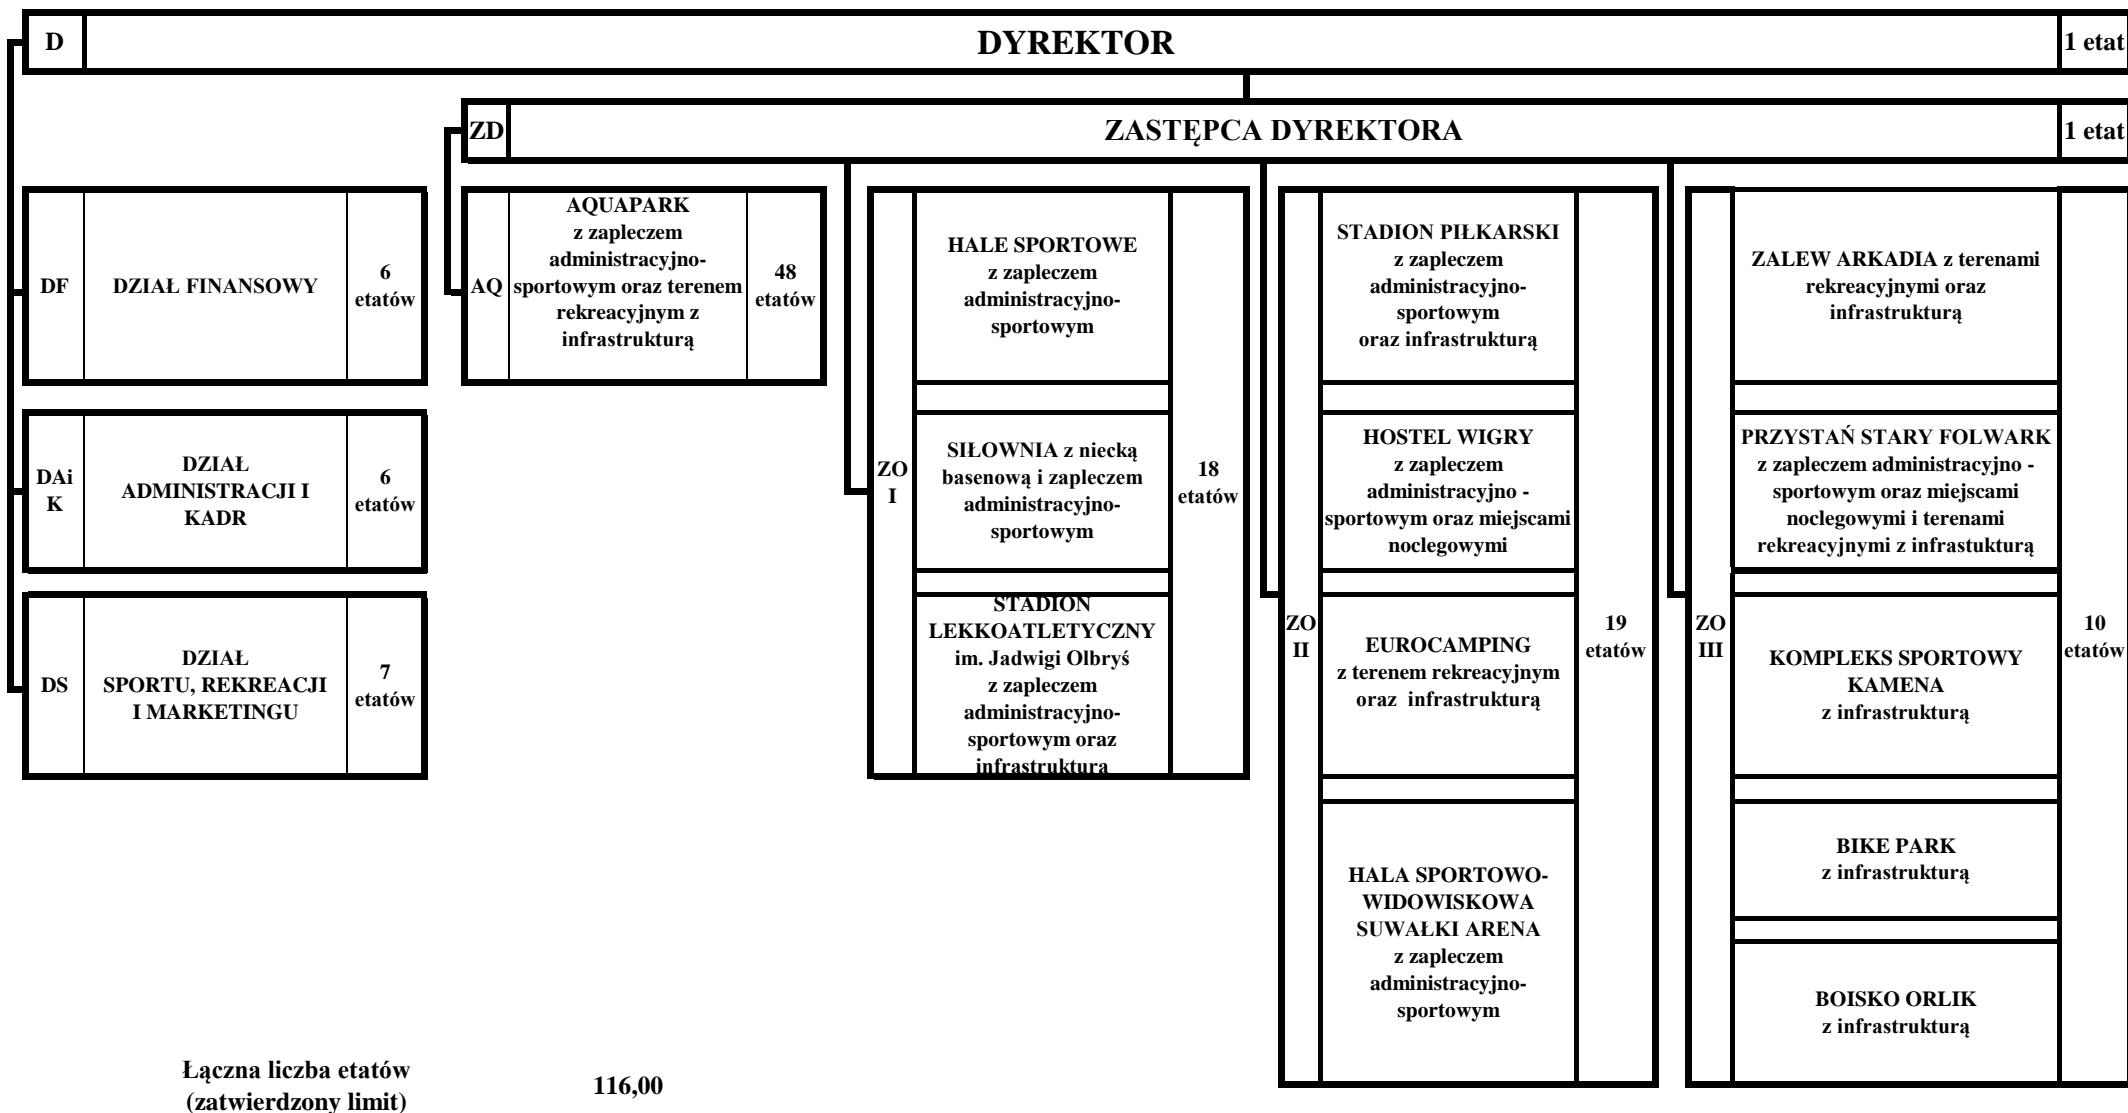 D
DYREKTOR
1 etat
ZD
ZASTĘPCA DYREKTORA
1 etat
DF
DZIAŁ FINANSOWY
6
etatów
DAi
K
DZIAŁ
ADMINISTRACJI I
KADR
6
etatów
DS
DZIAŁ
SPORTU, REKREACJI
I MARKETINGU
7
etatów
AQ
AQUAPARK
z zapleczem
administracyjno-
sportowym oraz terenem
rekreacyjnym z
infrastrukturą
48
etatów
ZO
I
HALE SPORTOWE
z zapleczem
administracyjno-
sportowym
SIŁOWNIA z niecką
basenową i zapleczem
administracyjno-
sportowym
STADION
LEKKOATLETYCZNY
im. Jadwigi Olbryś
z zapleczem
administracyjno-
sportowym oraz
infrastrukturą
18
etatów
ZO
II
STADION PIŁKARSKI
z zapleczem
administracyjno-
sportowym
oraz infrastrukturą
HOSTEL WIGRY
z zapleczem
administracyjno -
sportowym oraz miejscami
noclegowymi
EUROCAMPING
z terenem rekreacyjnym
oraz infrastrukturą
HALA SPORTOWO-
WIDOWISKOWA
SUWAŁKI ARENA
z zapleczem
administracyjno-
sportowym
19
etatów
ZO
III
ZALEW ARKADIA z terenami
rekreacyjnymi oraz
infrastrukturą
PRZYSTAŃ STARY FOLWARK
z zapleczem administracyjno -
sportowym oraz miejscami
noclegowymi i terenami
rekreacyjnymi z infrastukturą
KOMPLEKS SPORTOWY
KAMENA
z infrastrukturą
BIKE PARK
z infrastrukturą
BOISKO ORLIK
z infrastrukturą
10
etatów
Łączna liczba etatów
(zatwierdzony limit)
116,00